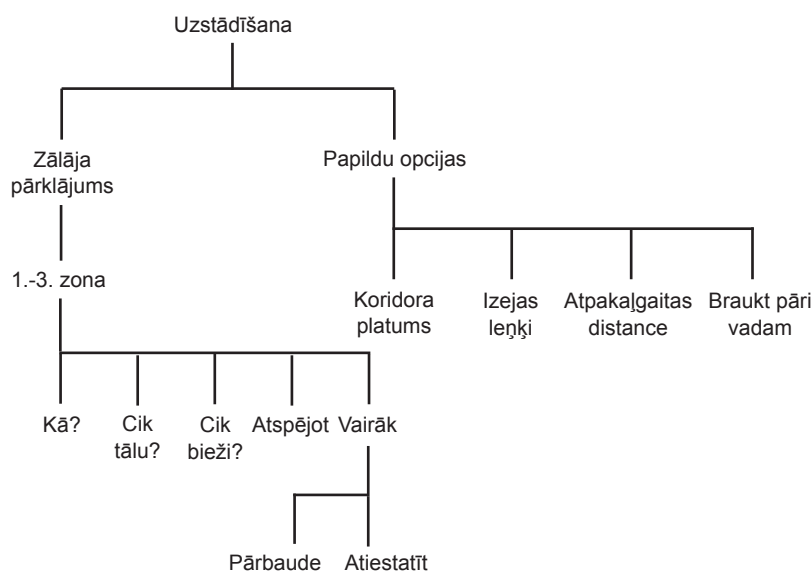 Uzstādīšana
Zālāja
pārklājums
Papildu opcijas
1.-3. zona
Koridora
platums
Izejas
leņķi
Atpakaļgaitas
distance
Braukt pāri
vadam
Kā?
Cik
tālu?
Cik
bieži?
Atspējot
Vairāk
Pārbaude
Atiestatīt